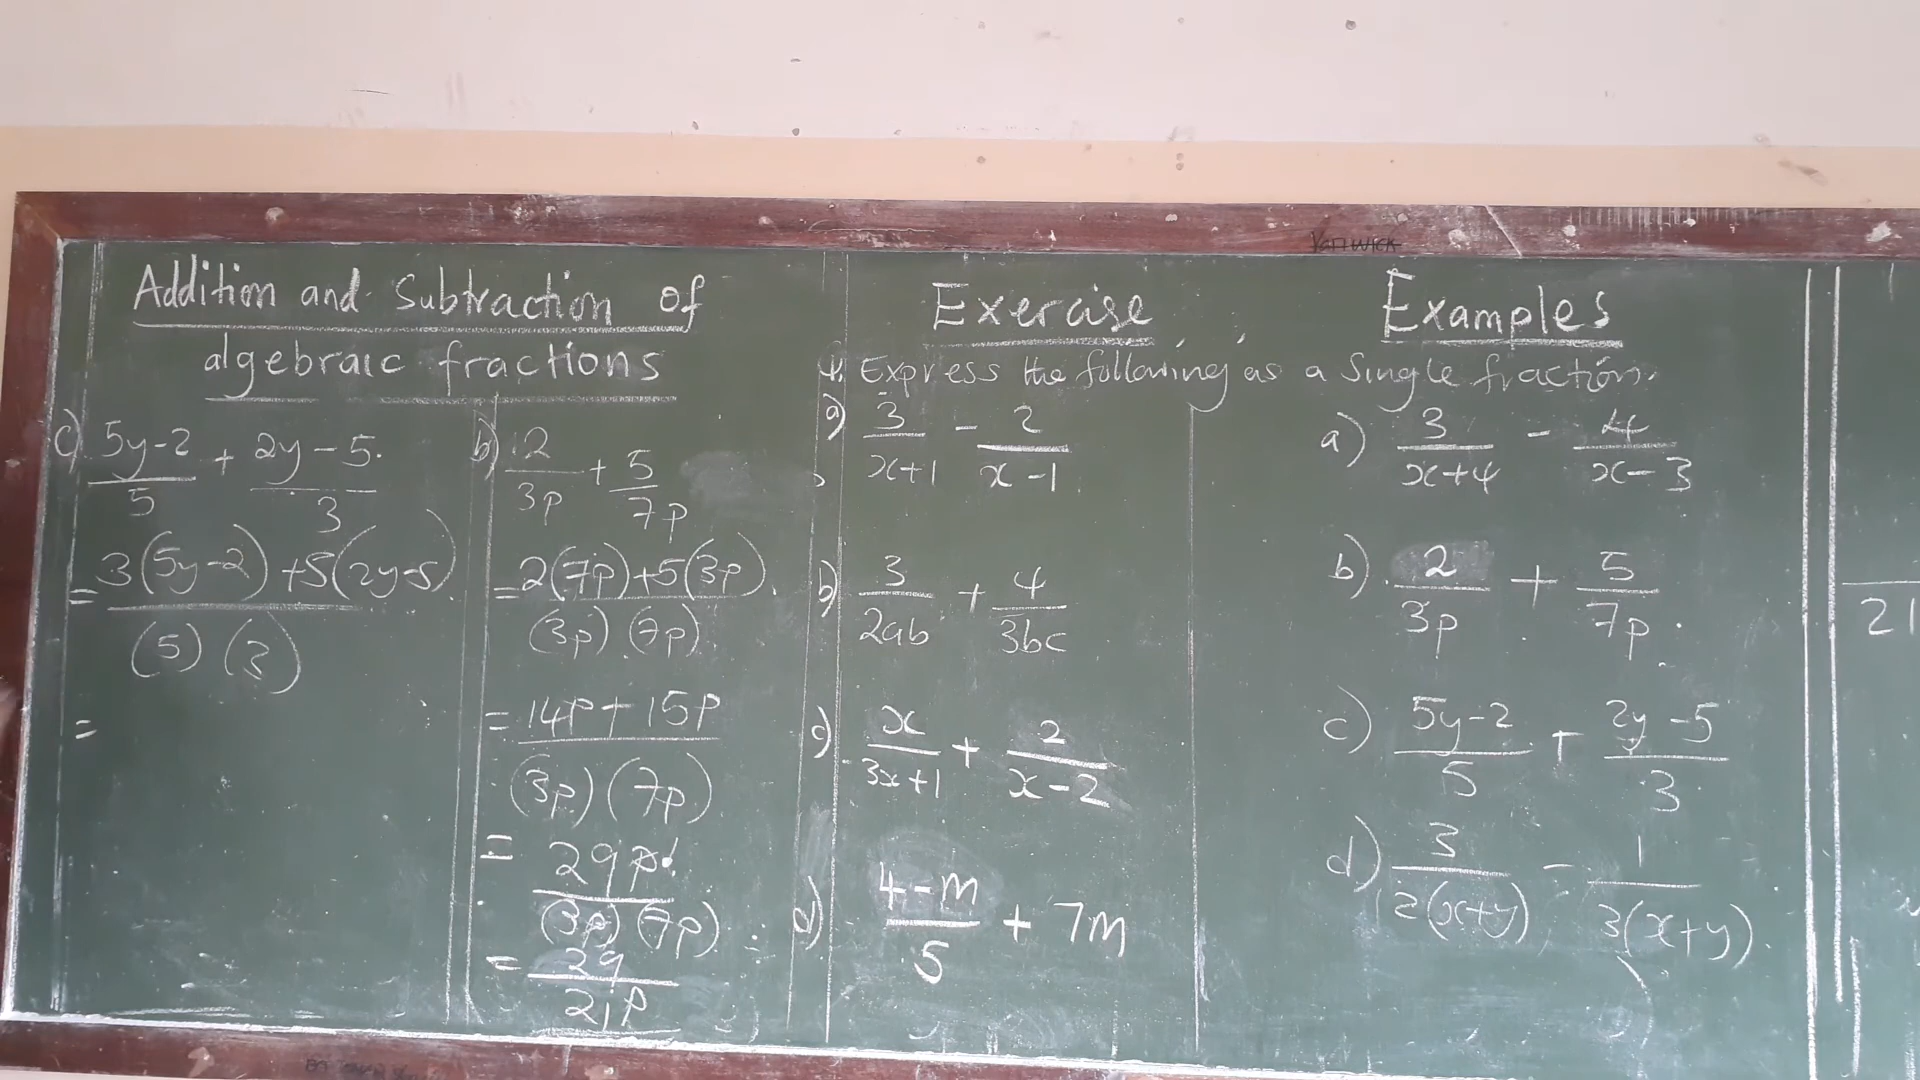 Vanwick
Addition and Subtraction of
algebraic fractions
c) (5y-2)/5 + (2y-5)/3
= (3(5y-2)+5(2y-5))/((5)(3))
=
b) 2/3p + 5/7p
= (2(7p)+5(3p))/((3p)(7p))
= (14p+15p)/((3p)(7p))
= 29p/((3p)(7p))
= 29/21p
Exercise
Express the following as a single fraction.
a) 3/(x+1) - 2/(x-1)
b) 3/2ab + 4/3bc
c) x/(3x+1) + 2/(x-2)
d) (4-m)/5 + 7m
Examples
a) 3/(x+4) - 4/(x-3)
b) 2/3p + 5/7p
c) (5y-2)/5 + (2y-5)/3
d) 3/(2(x+y)) - 1/(3(x+y))
21